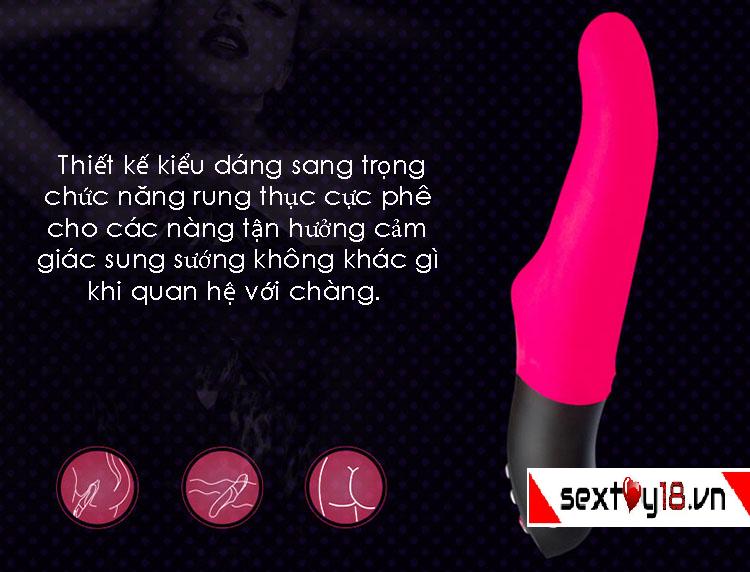 Thiết kế kiểu dáng sang trọng
chức năng rung thục cực phê
cho các nàng tận hưởng cảm
giác sung sướng không khác gì
khi quan hệ với chàng.
sextoy18.vn